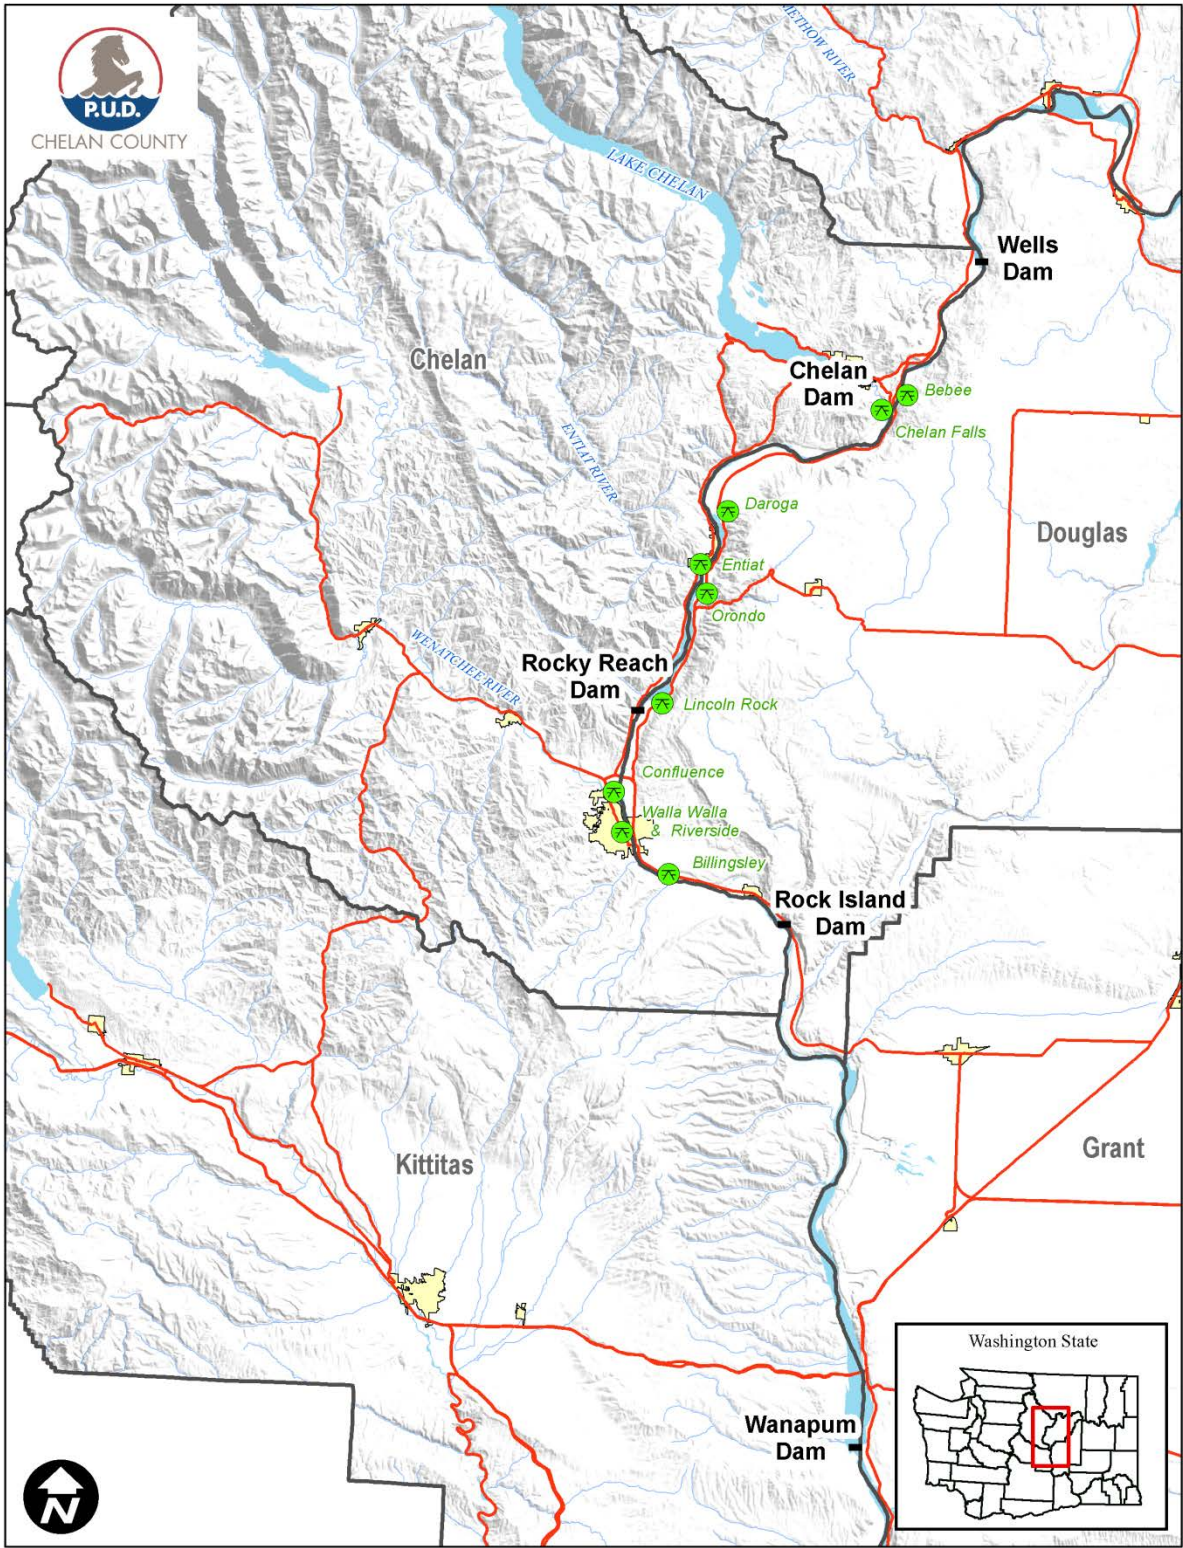 P.U.D.
CHELAN COUNTY
METHOW RIVER
LAKE CHELAN
Wells
Dam
Chelan
Chelan
Dam
Bebee
Chelan Falls
ENTIAT RIVER
Daroga
Douglas
Entiat
Orondo
WENATCHEE RIVER
Rocky Reach
Dam
Lincoln Rock
Confluence
Walla Walla
& Riverside
Billingsley
Rock Island
Dam
Grant
Kittitas
Washington State
Wanapum
Dam
N